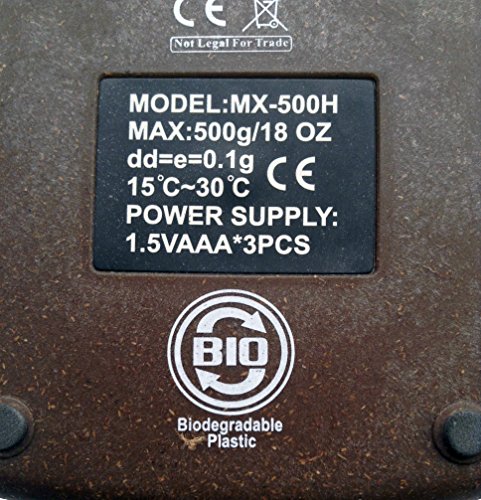 CE
Not Legal For Trade
MODEL:MX-500H
MAX:500g/18 OZ
dd=e=0.1g
15℃~30℃ CE
POWER SUPPLY:
1.5VAAA*3PCS
BIO
Biodegradable
Plastic